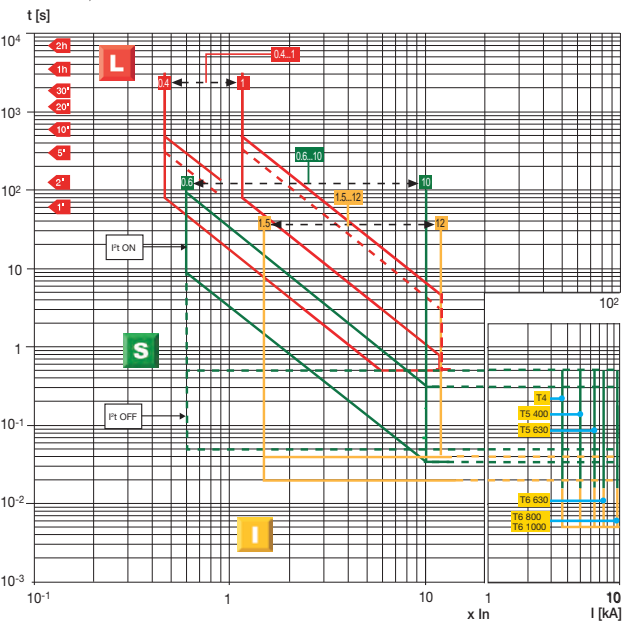 t [s]
10⁴
10³
10²
10
1
10⁻¹
10⁻²
10⁻³
2h
1h
30'
20'
10'
5'
2'
1'
L
0.4...1
0.4
1
0.6...10
0.6
10
1.5...12
1.5
12
I²t ON
S
I²t OFF
I
10²
T4
T5 400
T5 630
T6 630
T6 800
T6 1000
10⁻¹
1
10
x In
1
10
I [kA]